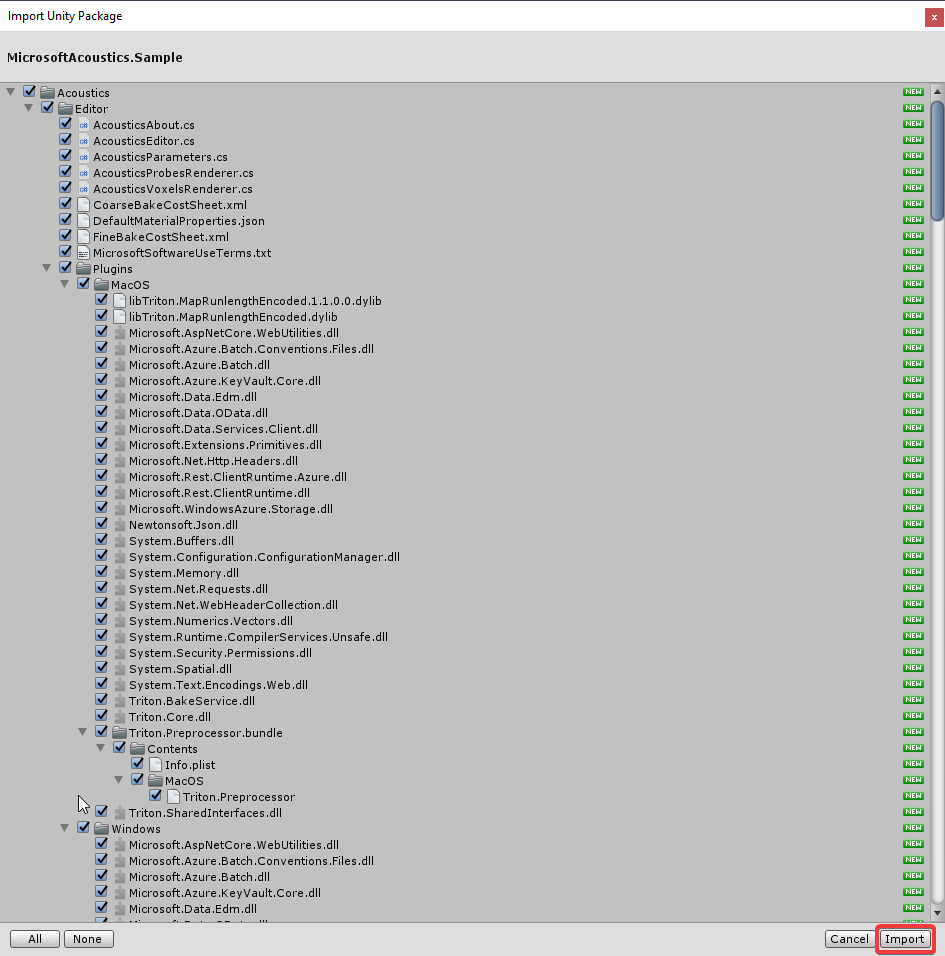 Import Unity Package
x
MicrosoftAcoustics.Sample
Acoustics NEW
Editor NEW
c# AcousticsAbout.cs NEW
c# AcousticsEditor.cs NEW
c# AcousticsParameters.cs NEW
c# AcousticsProbesRenderer.cs NEW
c# AcousticsVoxelsRenderer.cs NEW
CoarseBakeCostSheet.xml NEW
DefaultMaterialProperties.json NEW
FineBakeCostSheet.xml NEW
MicrosoftSoftwareUseTerms.txt NEW
Plugins NEW
MacOS NEW
libTriton.MapRunlengthEncoded.1.1.0.0.dylib NEW
libTriton.MapRunlengthEncoded.dylib NEW
Microsoft.AspNetCore.WebUtilities.dll NEW
Microsoft.Azure.Batch.Conventions.Files.dll NEW
Microsoft.Azure.Batch.dll NEW
Microsoft.Azure.KeyVault.Core.dll NEW
Microsoft.Data.Edm.dll NEW
Microsoft.Data.OData.dll NEW
Microsoft.Data.Services.Client.dll NEW
Microsoft.Extensions.Primitives.dll NEW
Microsoft.Net.Http.Headers.dll NEW
Microsoft.Rest.ClientRuntime.Azure.dll NEW
Microsoft.Rest.ClientRuntime.dll NEW
Microsoft.WindowsAzure.Storage.dll NEW
Newtonsoft.Json.dll NEW
System.Buffers.dll NEW
System.Configuration.ConfigurationManager.dll NEW
System.Memory.dll NEW
System.Net.Requests.dll NEW
System.Net.WebHeaderCollection.dll NEW
System.Numerics.Vectors.dll NEW
System.Runtime.CompilerServices.Unsafe.dll NEW
System.Security.Permissions.dll NEW
System.Spatial.dll NEW
System.Text.Encodings.Web.dll NEW
Triton.BakeService.dll NEW
Triton.Core.dll NEW
Triton.Preprocessor.bundle NEW
Contents NEW
Info.plist NEW
MacOS NEW
Triton.Preprocessor NEW
Triton.SharedInterfaces.dll NEW
Windows NEW
Microsoft.AspNetCore.WebUtilities.dll NEW
Microsoft.Azure.Batch.Conventions.Files.dll NEW
Microsoft.Azure.Batch.dll NEW
Microsoft.Azure.KeyVault.Core.dll NEW
Microsoft.Data.Edm.dll NEW
All None Cancel Import